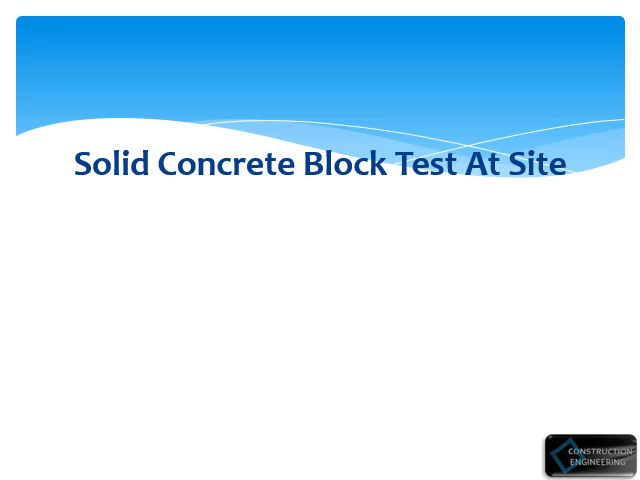 Solid Concrete Block Test At Site
CONSTRUCTION
ENGINEERING